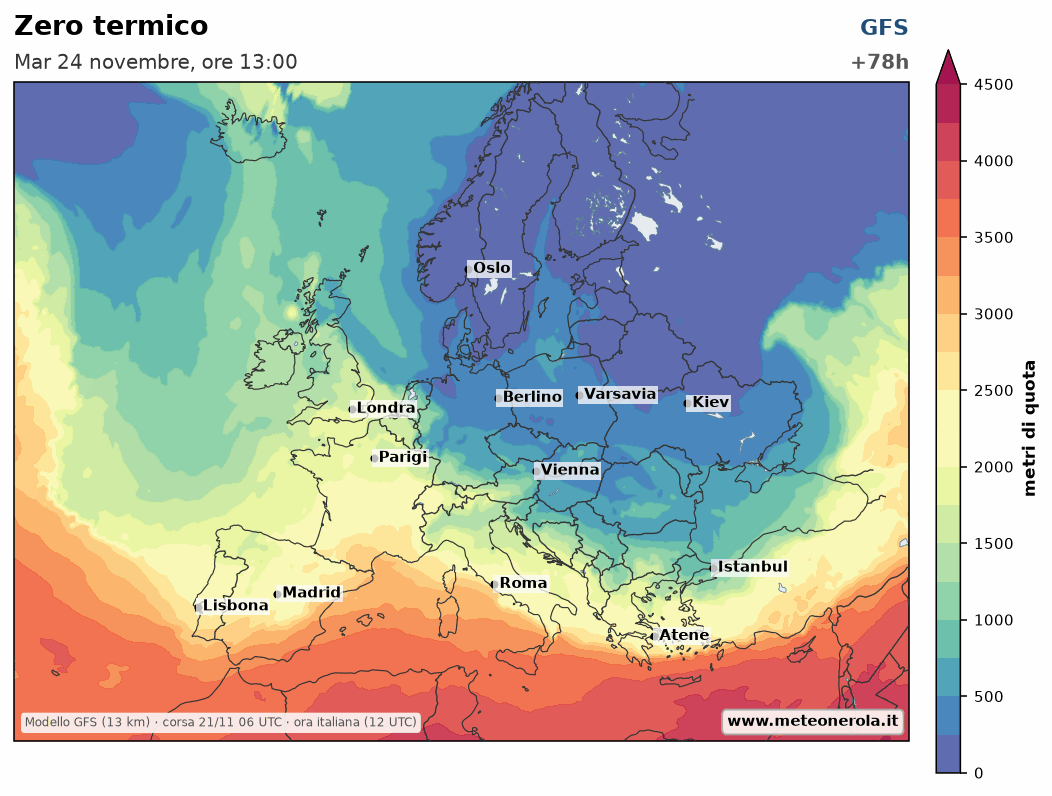 Zero termico
GFS
Mar 24 novembre, ore 13:00
+78h
4500
4000
3500
3000
2500
2000
1500
1000
500
0
metri di quota
Oslo
Berlino
Varsavia
Kiev
Londra
Parigi
Vienna
Istanbul
Roma
Madrid
Lisbona
Atene
Modello GFS (13 km) · corsa 21/11 06 UTC · ora italiana (12 UTC)
www.meteonerola.it